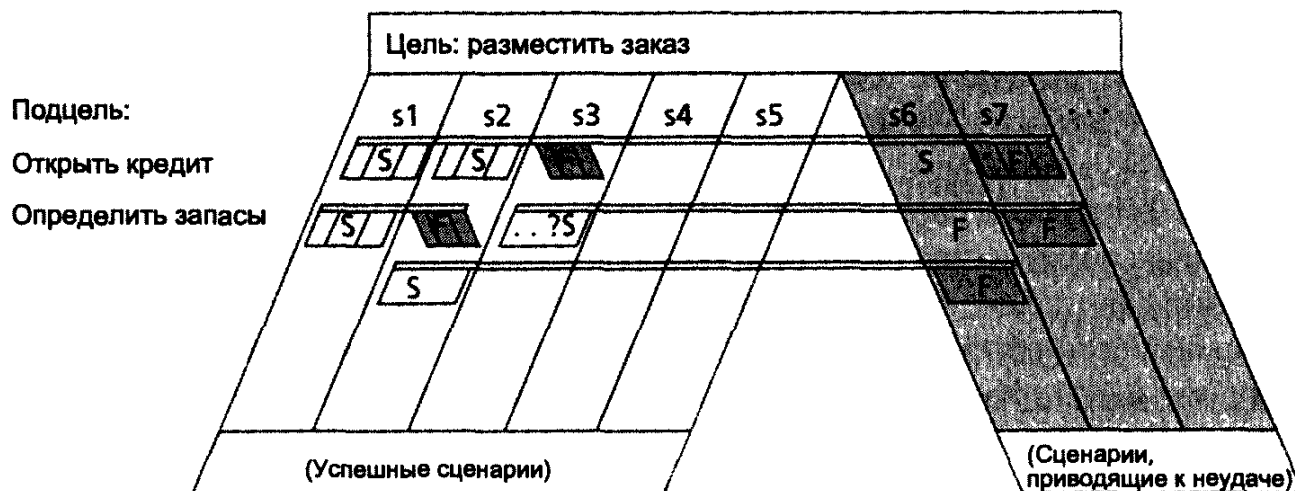 Цель: разместить заказ
Подцель: s1 s2 s3 s4 s5 s6 s7 ...
Открыть кредит S S F S F
Определить запасы S F . . ?S F ? F
S F
(Успешные сценарии)
(Сценарии,
приводящие к неудаче)